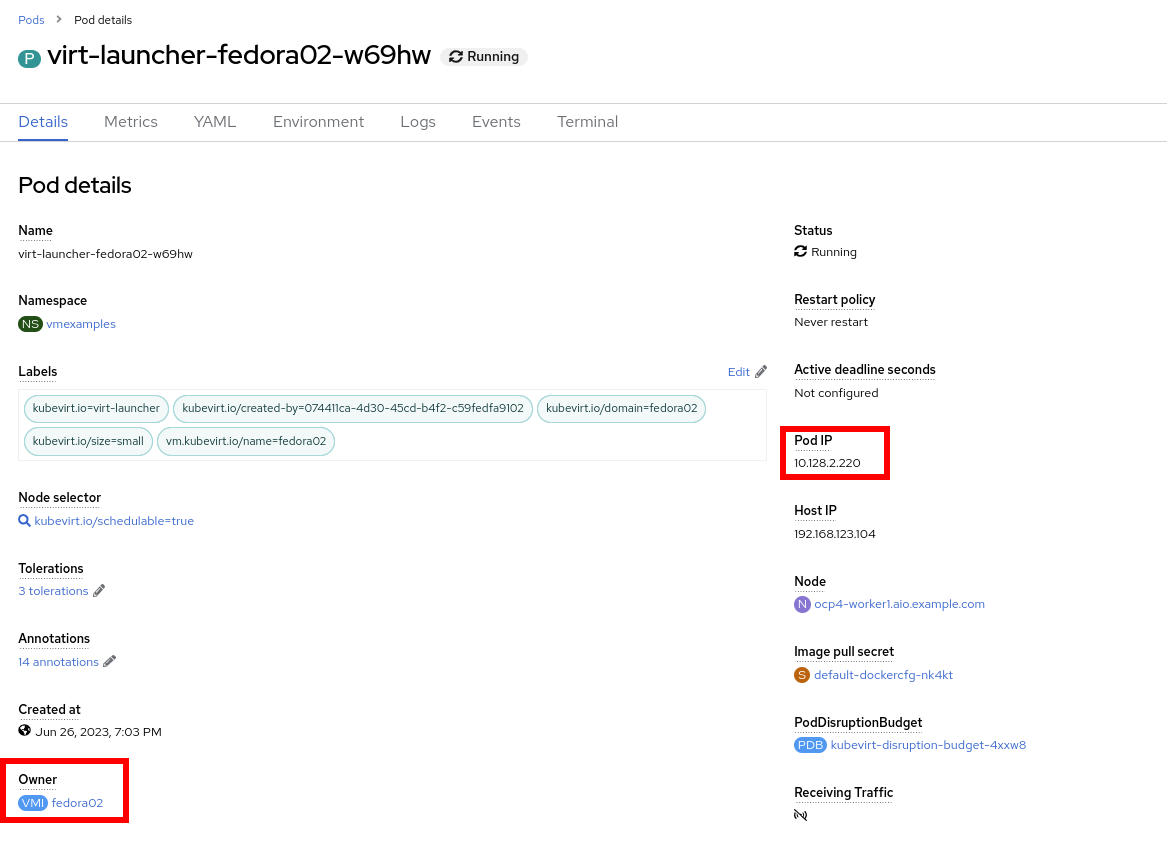 Pods > Pod details
P virt-launcher-fedora02-w69hw Running
Details Metrics YAML Environment Logs Events Terminal
Pod details
Name
virt-launcher-fedora02-w69hw
Namespace
NS vmexamples
Labels
Edit
kubevirt.io=virt-launcher kubevirt.io/created-by=074411ca-4d30-45cd-b4f2-c59fedfa9102 kubevirt.io/domain=fedora02
kubevirt.io/size=small vm.kubevirt.io/name=fedora02
Node selector
kubevirt.io/schedulable=true
Tolerations
3 tolerations
Annotations
14 annotations
Created at
Jun 26, 2023, 7:03 PM
Owner
VMI fedora02
Status
Running
Restart policy
Never restart
Active deadline seconds
Not configured
Pod IP
10.128.2.220
Host IP
192.168.123.104
Node
N ocp4-worker1.aio.example.com
Image pull secret
S default-dockercfg-nk4kt
PodDisruptionBudget
PDB kubevirt-disruption-budget-4xxw8
Receiving Traffic